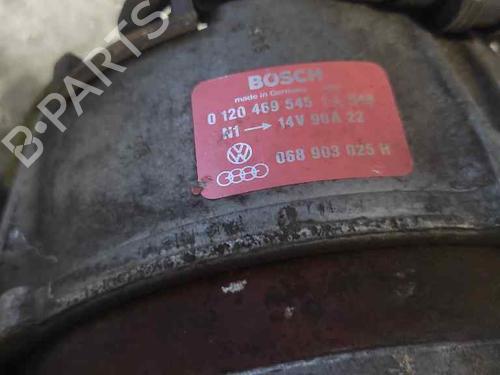 BOSCH
made in Germany
0 120 469 545
N1 → 14V 90A 22
068 903 025 H
B-PARTS